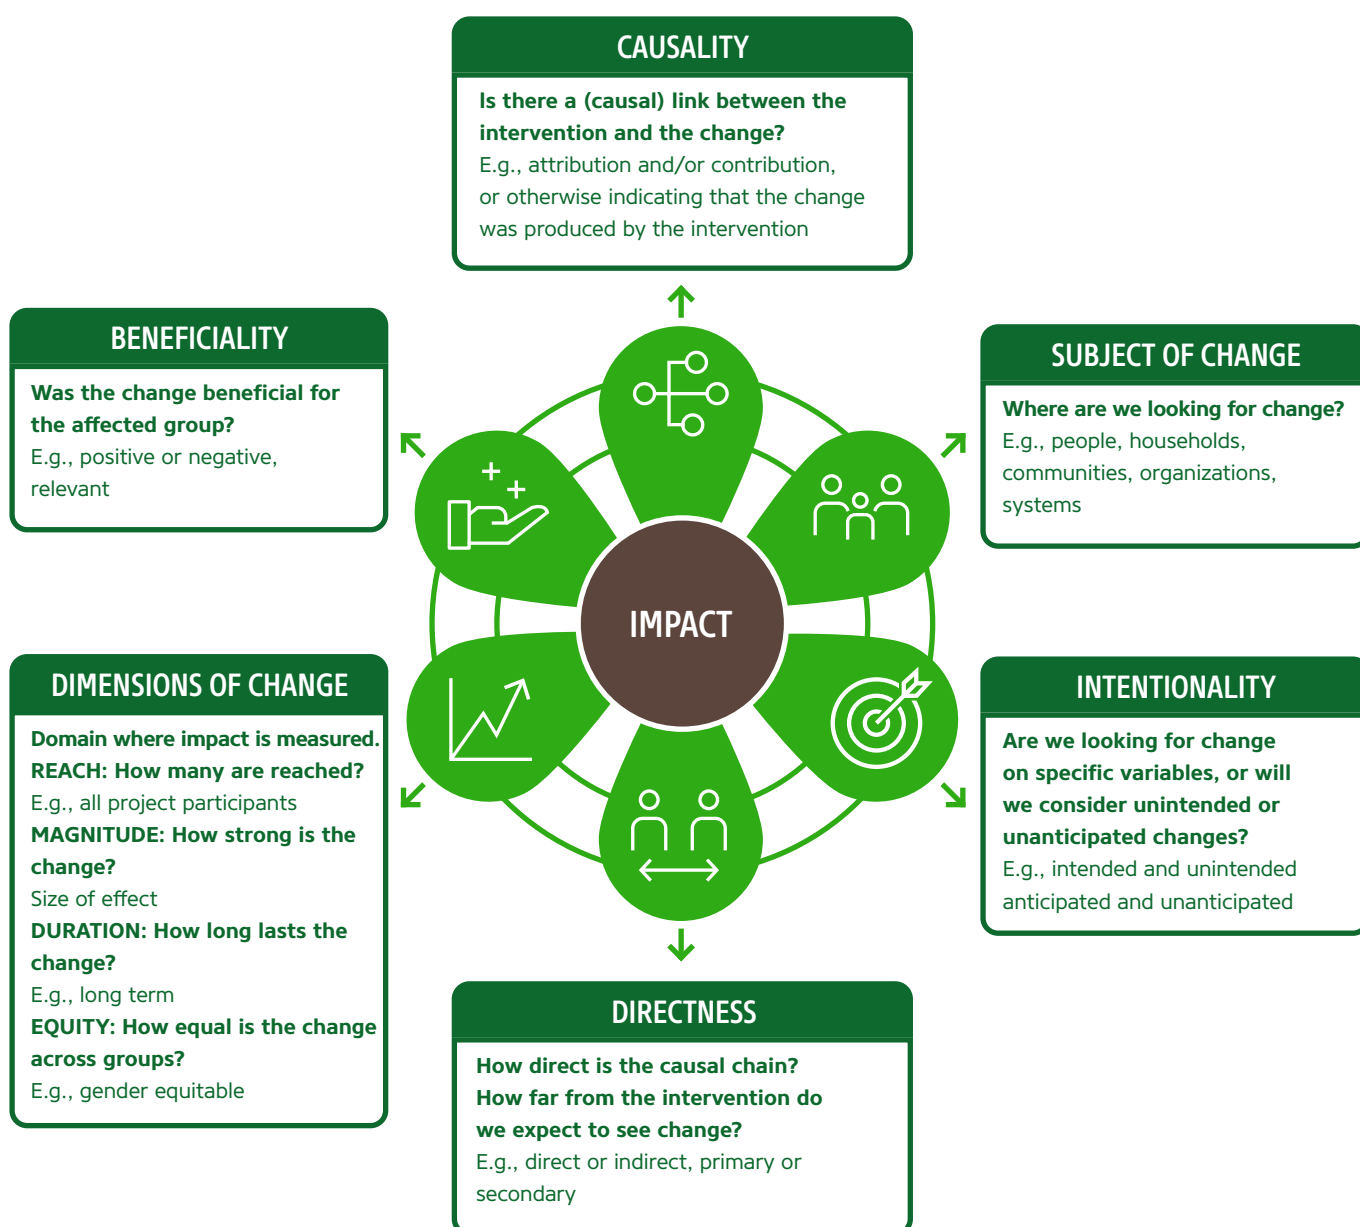 CAUSALITY
Is there a (causal) link between the
intervention and the change?
E.g., attribution and/or contribution,
or otherwise indicating that the change
was produced by the intervention
BENEFICIALITY
Was the change beneficial for
the affected group?
E.g., positive or negative,
relevant
SUBJECT OF CHANGE
Where are we looking for change?
E.g., people, households,
communities, organizations,
systems
IMPACT
DIMENSIONS OF CHANGE
Domain where impact is measured.
REACH: How many are reached?
E.g., all project participants
MAGNITUDE: How strong is the
change?
Size of effect
DURATION: How long lasts the
change?
E.g., long term
EQUITY: How equal is the change
across groups?
E.g., gender equitable
INTENTIONALITY
Are we looking for change
on specific variables, or will
we consider unintended or
unanticipated changes?
E.g., intended and unintended
anticipated and unanticipated
DIRECTNESS
How direct is the causal chain?
How far from the intervention do
we expect to see change?
E.g., direct or indirect, primary or
secondary